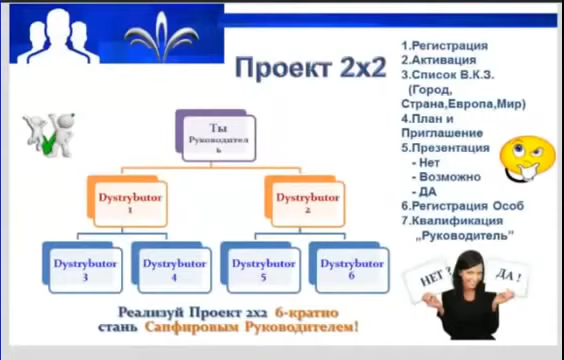 Проект 2x2
Ты
Руководител
ь
Dystrybutor
1
Dystrybutor
2
Dystrybutor
3
Dystrybutor
4
Dystrybutor
5
Dystrybutor
6
Реализуй Проект 2x2 6-кратно
стань Сапфировым Руководителем!
1.Регистрация
2.Активация
3.Список В.К.З.
(Город,
Страна,Европа,Мир)
4.План и
Приглашение
5.Презентация
- Нет
- Возможно
- ДА
6.Регистрация Особ
7.Квалификация
„Руководитель”
НЕТ ?
ДА !